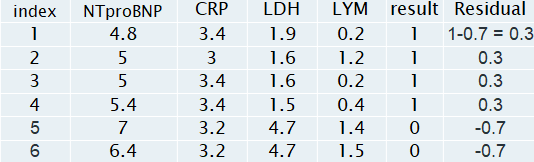 index NTproBNP CRP LDH LYM result Residual
1 4.8 3.4 1.9 0.2 1 1-0.7 = 0.3
2 5 3 1.6 1.2 1 0.3
3 5 3.4 1.6 0.2 1 0.3
4 5.4 3.4 1.5 0.4 1 0.3
5 7 3.2 4.7 1.4 0 -0.7
6 6.4 3.2 4.7 1.5 0 -0.7